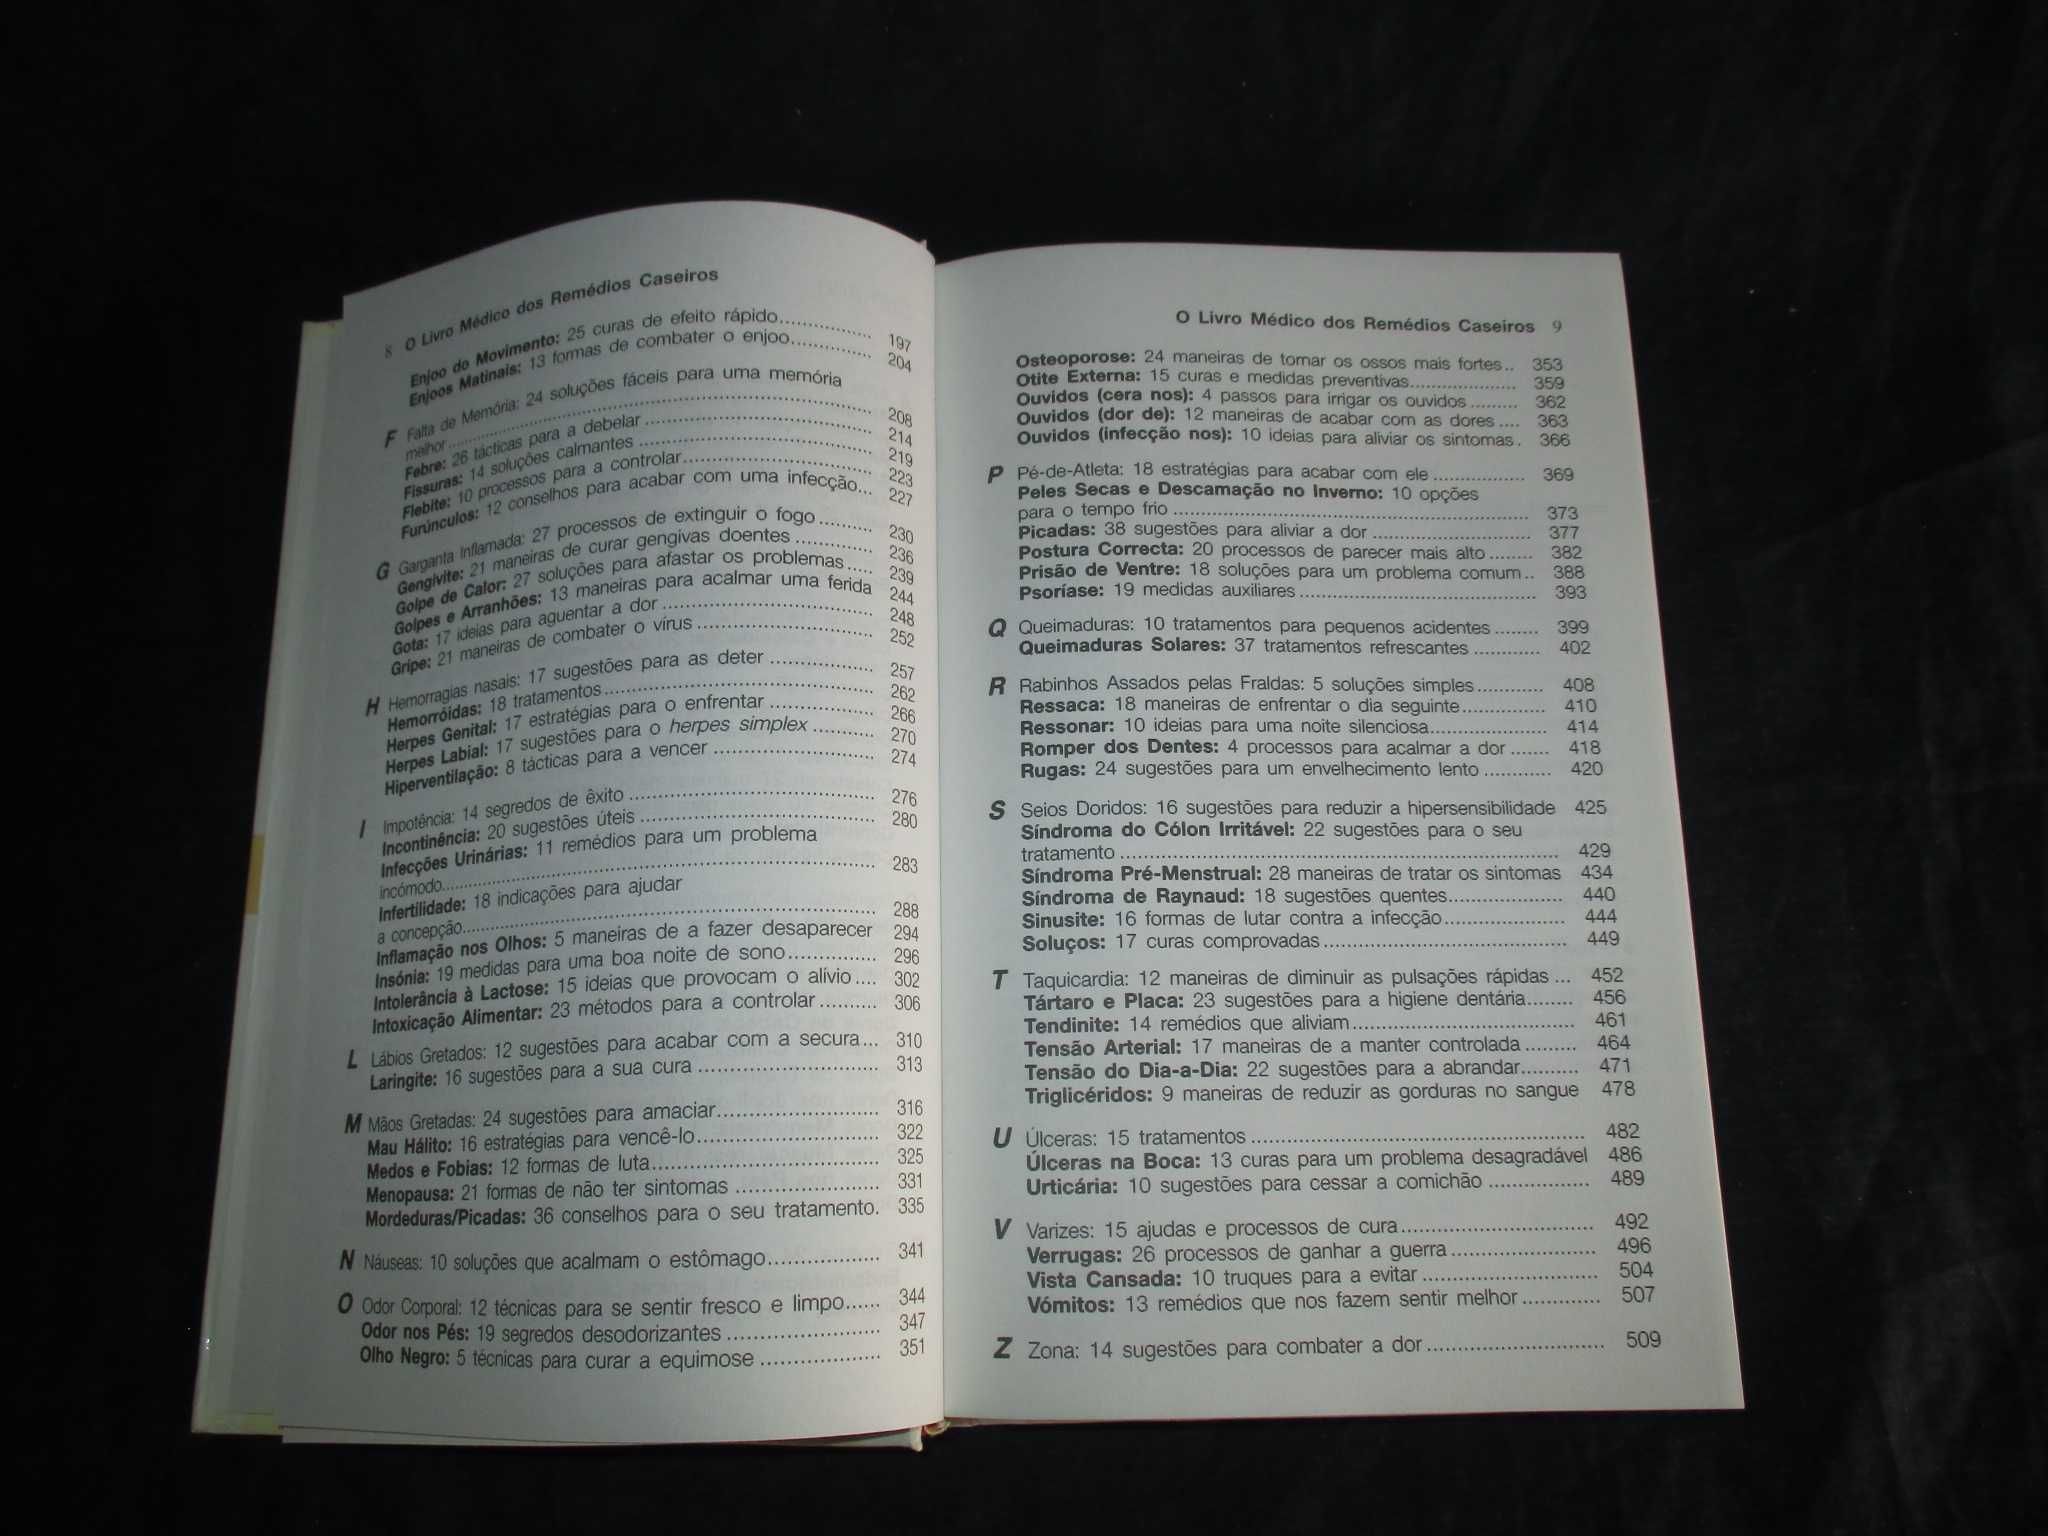 8 O Livro Médico dos Remédios Caseiros
Enjoo do Movimento: 25 curas de efeito rápido.................. 197
Enjoos Matinais: 13 formas de combater o enjoo............... 204
F Falta de Memória: 24 soluções fáceis para uma memória
melhor.................................................................. 208
Febre: 26 tácticas para a debelar.................................. 214
Fissuras: 14 soluções calmantes................................... 219
Flebite: 10 processos para a controlar............................ 223
Furúnculos: 12 conselhos para acabar com uma infecção... 227
G Garganta Inflamada: 27 processos de extinguir o fogo.......... 230
Gengivite: 21 maneiras de curar gengivas doentes............ 236
Golpe de Calor: 27 soluções para afastar os problemas..... 239
Golpes e Arranhões: 13 maneiras para acalmar uma ferida 244
Gota: 17 ideias para aguentar a dor................................ 248
Gripe: 21 maneiras de combater o vírus........................... 252
H Hemorragias nasais: 17 sugestões para as deter.................. 257
Hemorróidas: 18 tratamentos........................................ 262
Herpes Genital: 17 estratégias para o enfrentar................ 266
Herpes Labial: 17 sugestões para o herpes simplex........... 270
Hiperventilação: 8 tácticas para a vencer......................... 274
I Impotência: 14 segredos de êxito................................... 276
Incontinência: 20 sugestões úteis................................... 280
Infecções Urinárias: 11 remédios para um problema
incómodo............................................................... 283
Infertilidade: 18 indicações para ajudar
a concepção............................................................ 288
Inflamação nos Olhos: 5 maneiras de a fazer desaparecer 294
Insónia: 19 medidas para uma boa noite de sono............... 296
Intolerância à Lactose: 15 ideias que provocam o alívio.... 302
Intoxicação Alimentar: 23 métodos para a controlar.......... 306
L Lábios Gretados: 12 sugestões para acabar com a secura... 310
Laringite: 16 sugestões para a sua cura............................ 313
M Mãos Gretadas: 24 sugestões para amaciar........................ 316
Mau Hálito: 16 estratégias para vencê-lo.......................... 322
Medos e Fobias: 12 formas de luta.................................. 325
Menopausa: 21 formas de não ter sintomas...................... 331
Mordeduras/Picadas: 36 conselhos para o seu tratamento. 335
N Náuseas: 10 soluções que acalmam o estômago................. 341
O Odor Corporal: 12 técnicas para se sentir fresco e limpo...... 344
Odor nos Pés: 19 segredos desodorizantes....................... 347
Olho Negro: 5 técnicas para curar a equimose.................. 351
O Livro Médico dos Remédios Caseiros 9
Osteoporose: 24 maneiras de tornar os ossos mais fortes.. 353
Otite Externa: 15 curas e medidas preventivas.................... 359
Ouvidos (cera nos): 4 passos para irrigar os ouvidos......... 362
Ouvidos (dor de): 12 maneiras de acabar com as dores.... 363
Ouvidos (infecção nos): 10 ideias para aliviar os sintomas. 366
P Pé-de-Atleta: 18 estratégias para acabar com ele................. 369
Peles Secas e Descamação no Inverno: 10 opções
para o tempo frio...................................................... 373
Picadas: 38 sugestões para aliviar a dor.......................... 377
Postura Correcta: 20 processos de parecer mais alto........ 382
Prisão de Ventre: 18 soluções para um problema comum.. 388
Psoríase: 19 medidas auxiliares...................................... 393
Q Queimaduras: 10 tratamentos para pequenos acidentes........ 399
Queimaduras Solares: 37 tratamentos refrescantes............ 402
R Rabinhos Assados pelas Fraldas: 5 soluções simples............ 408
Ressaca: 18 maneiras de enfrentar o dia seguinte............... 410
Ressonar: 10 ideias para uma noite silenciosa.................... 414
Romper dos Dentes: 4 processos para acalmar a dor....... 418
Rugas: 24 sugestões para um envelhecimento lento............ 420
S Seios Doridos: 16 sugestões para reduzir a hipersensibilidade 425
Síndroma do Cólon Irritável: 22 sugestões para o seu
tratamento.............................................................. 429
Síndroma Pré-Menstrual: 28 maneiras de tratar os sintomas 434
Síndroma de Raynaud: 18 sugestões quentes.................... 440
Sinusite: 16 formas de lutar contra a infecção.................... 444
Soluços: 17 curas comprovadas..................................... 449
T Taquicardia: 12 maneiras de diminuir as pulsações rápidas... 452
Tártaro e Placa: 23 sugestões para a higiene dentária........ 456
Tendinite: 14 remédios que aliviam.................................. 461
Tensão Arterial: 17 maneiras de a manter controlada......... 464
Tensão do Dia-a-Dia: 22 sugestões para a abrandar.......... 471
Triglicéridos: 9 maneiras de reduzir as gorduras no sangue 478
U Úlceras: 15 tratamentos............................................... 482
Úlceras na Boca: 13 curas para um problema desagradável 486
Urticária: 10 sugestões para cessar a comichão................. 489
V Varizes: 15 ajudas e processos de cura............................. 492
Verrugas: 26 processos de ganhar a guerra....................... 496
Vista Cansada: 10 truques para a evitar........................... 504
Vómitos: 13 remédios que nos fazem sentir melhor............. 507
Z Zona: 14 sugestões para combater a dor........................... 509